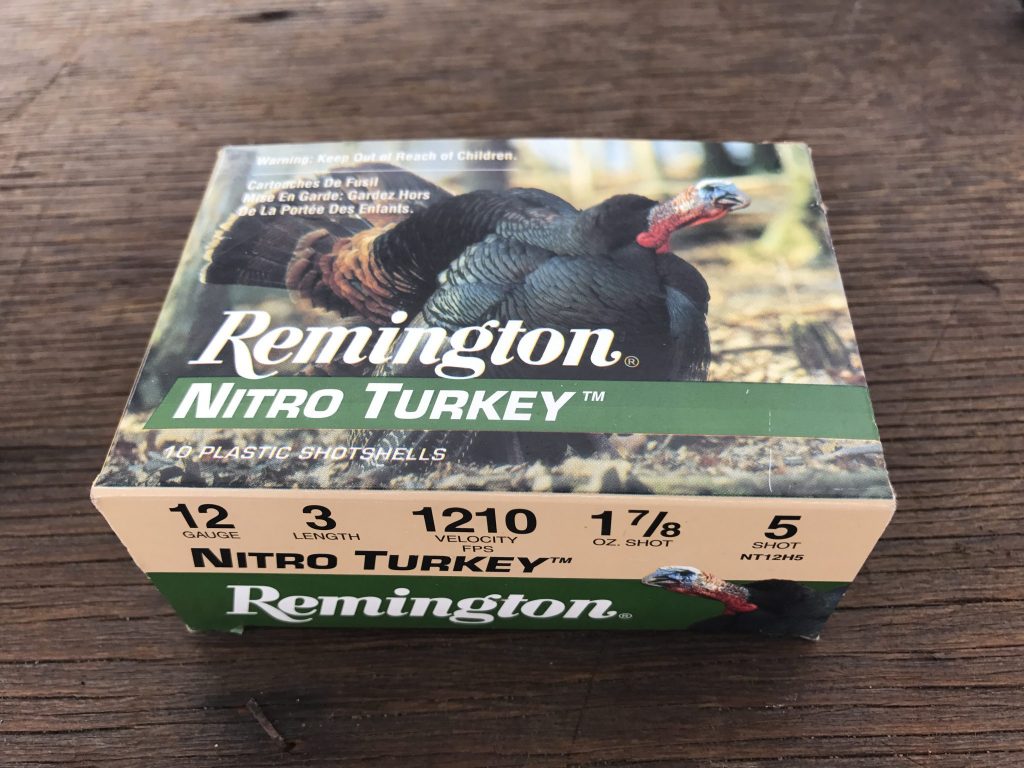 Warning: Keep Out of Reach of Children.
Cartouches De Fusil
Mise En Garde: Gardez Hors
De La Portée Des Enfants.
Remington®
NITRO TURKEY™
10 PLASTIC SHOTSHELLS
12 3 1210 1 7/8 5
GAUGE LENGTH VELOCITY OZ. SHOT SHOT
FPS NT12H5
NITRO TURKEY™
Remington®